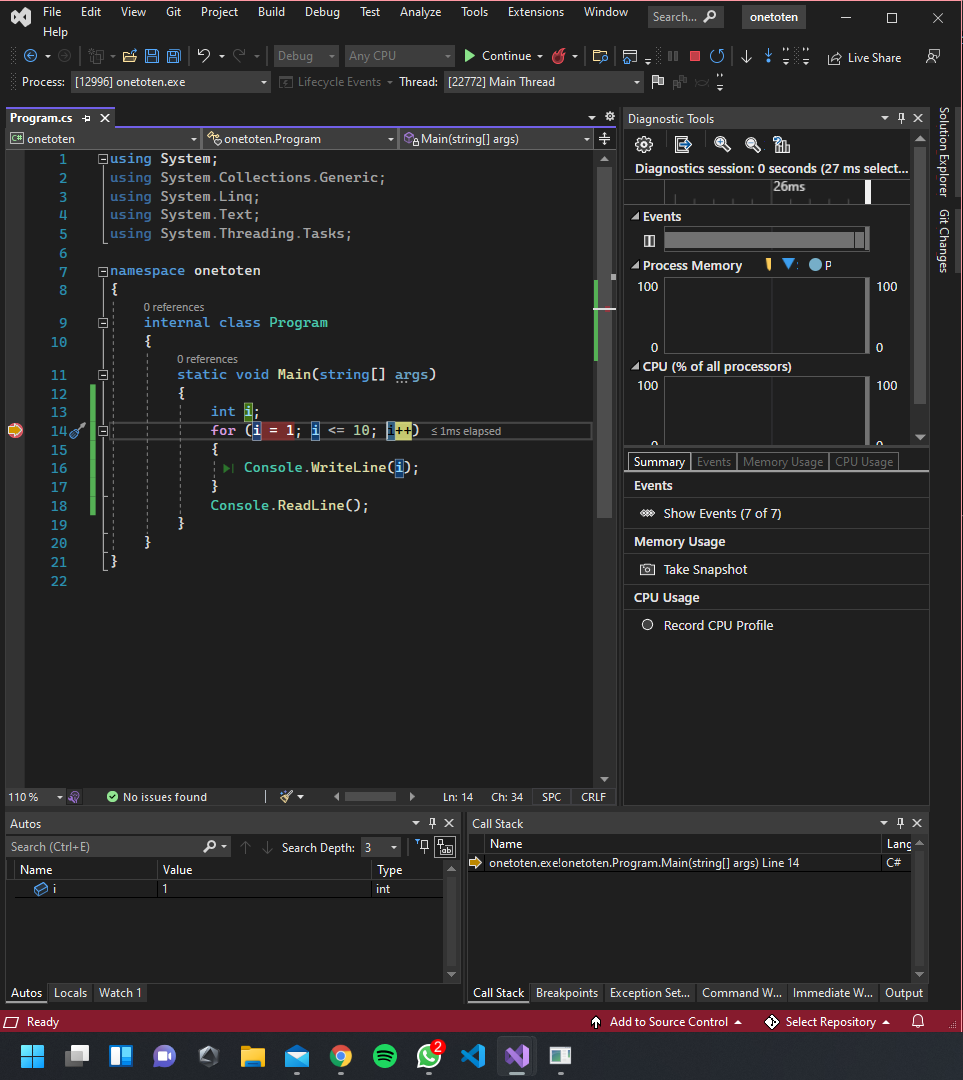 File Edit View Git Project Build Debug Test Analyze Tools Extensions Window Search... onetoten
Help
Debug Any CPU Continue Live Share
Process: [12996] onetoten.exe Lifecycle Events Thread: [22772] Main Thread
Program.cs
C# onetoten onetoten.Program Main(string[] args)
1 using System;
2 using System.Collections.Generic;
3 using System.Linq;
4 using System.Text;
5 using System.Threading.Tasks;
6
7 namespace onetoten
8 {
0 references
9 internal class Program
10 {
0 references
11 static void Main(string[] args)
12 {
13 int i;
14 for (i = 1; i <= 10; i++) ≤ 1ms elapsed
15 {
16 Console.WriteLine(i);
17 }
18 Console.ReadLine();
19 }
20 }
21 }
22
110 % No issues found Ln: 14 Ch: 34 SPC CRLF
Diagnostic Tools
Diagnostics session: 0 seconds (27 ms select...
26ms
Events
Process Memory P
100 100
0 0
CPU (% of all processors)
100 100
0 0
Summary Events Memory Usage CPU Usage
Events
Show Events (7 of 7)
Memory Usage
Take Snapshot
CPU Usage
Record CPU Profile
Solution Explorer
Git Changes
Autos
Search (Ctrl+E) Search Depth: 3
Name Value Type
i 1 int
Autos Locals Watch 1
Call Stack
Name Lang
onetoten.exe!onetoten.Program.Main(string[] args) Line 14 C#
Call Stack Breakpoints Exception Set... Command W... Immediate W... Output
Ready Add to Source Control Select Repository
2